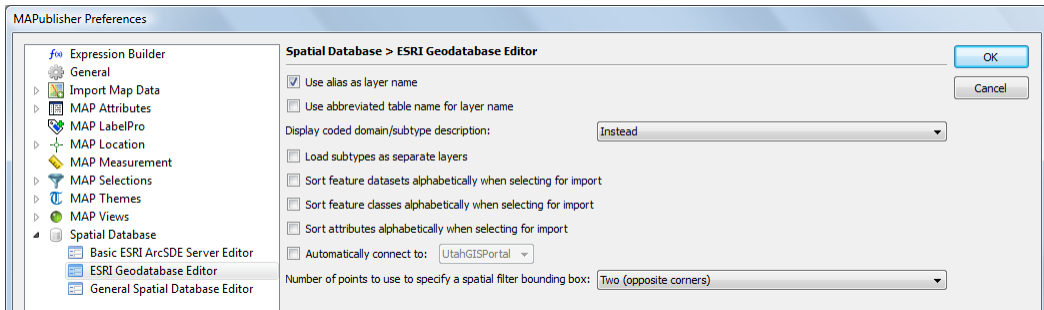 MAPublisher Preferences
f(x) Expression Builder
General
Import Map Data
MAP Attributes
MAP LabelPro
MAP Location
MAP Measurement
MAP Selections
MAP Themes
MAP Views
Spatial Database
Basic ESRI ArcSDE Server Editor
ESRI Geodatabase Editor
General Spatial Database Editor
Spatial Database > ESRI Geodatabase Editor
Use alias as layer name
Use abbreviated table name for layer name
Display coded domain/subtype description: Instead
Load subtypes as separate layers
Sort feature datasets alphabetically when selecting for import
Sort feature classes alphabetically when selecting for import
Sort attributes alphabetically when selecting for import
Automatically connect to: UtahGISPortal
Number of points to use to specify a spatial filter bounding box: Two (opposite corners)
OK
Cancel